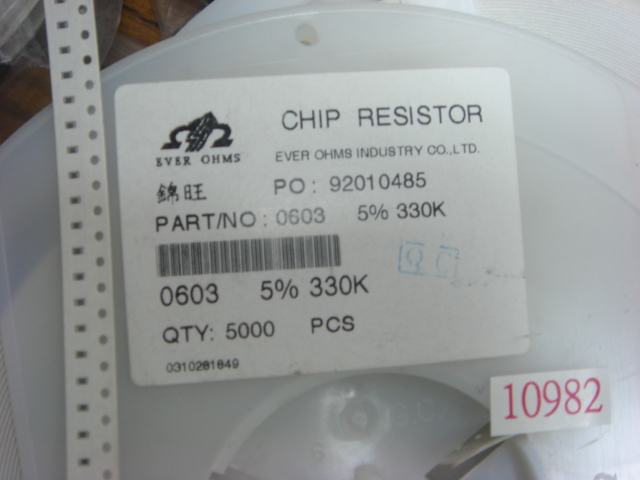 CHIP RESISTOR
EVER OHMS
EVER OHMS INDUSTRY CO.,LTD.
錦旺
PO: 92010485
PART/NO: 0603 5% 330K
QC
0603 5% 330K
QTY: 5000 PCS
0310281849
10982